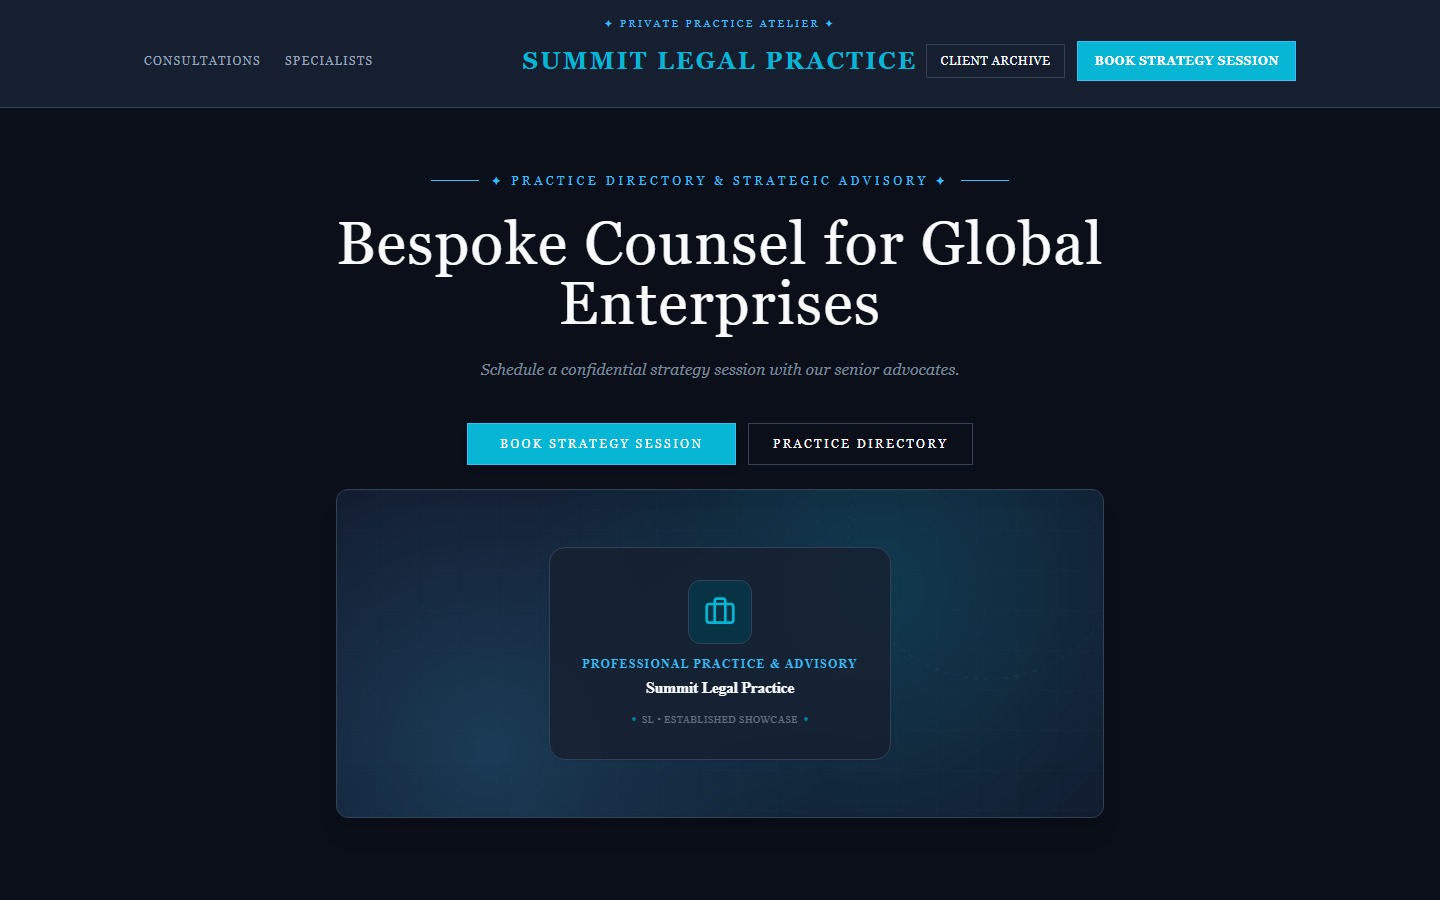 ✦ PRIVATE PRACTICE ATELIER ✦
CONSULTATIONS SPECIALISTS SUMMIT LEGAL PRACTICE CLIENT ARCHIVE BOOK STRATEGY SESSION
✦ PRACTICE DIRECTORY & STRATEGIC ADVISORY ✦
Bespoke Counsel for Global
Enterprises
Schedule a confidential strategy session with our senior advocates.
BOOK STRATEGY SESSION PRACTICE DIRECTORY
PROFESSIONAL PRACTICE & ADVISORY
Summit Legal Practice
• SL • ESTABLISHED SHOWCASE •